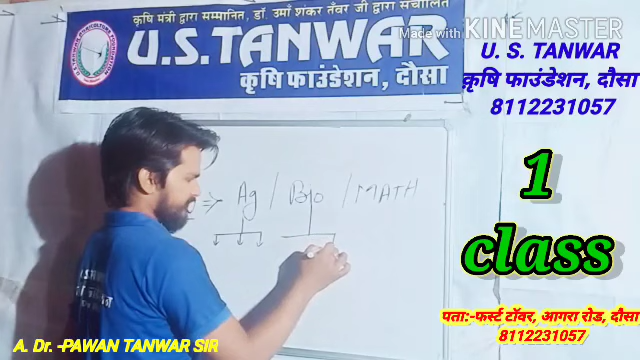 कृषि मंत्री द्वारा सम्मानित, डॉ. उमाँ शंकर तँवर जी द्वारा संचालित
U.S. TANWAR
कृषि फाउंडेशन, दौसा
Made with KINEMASTER
U. S. TANWAR
कृषि फाउंडेशन, दौसा
8112231057
⇒ Ag / Bio / MATH
1
class
पता:-फर्स्ट टॉवर, आगरा रोड, दौसा
8112231057
A. Dr. -PAWAN TANWAR SIR